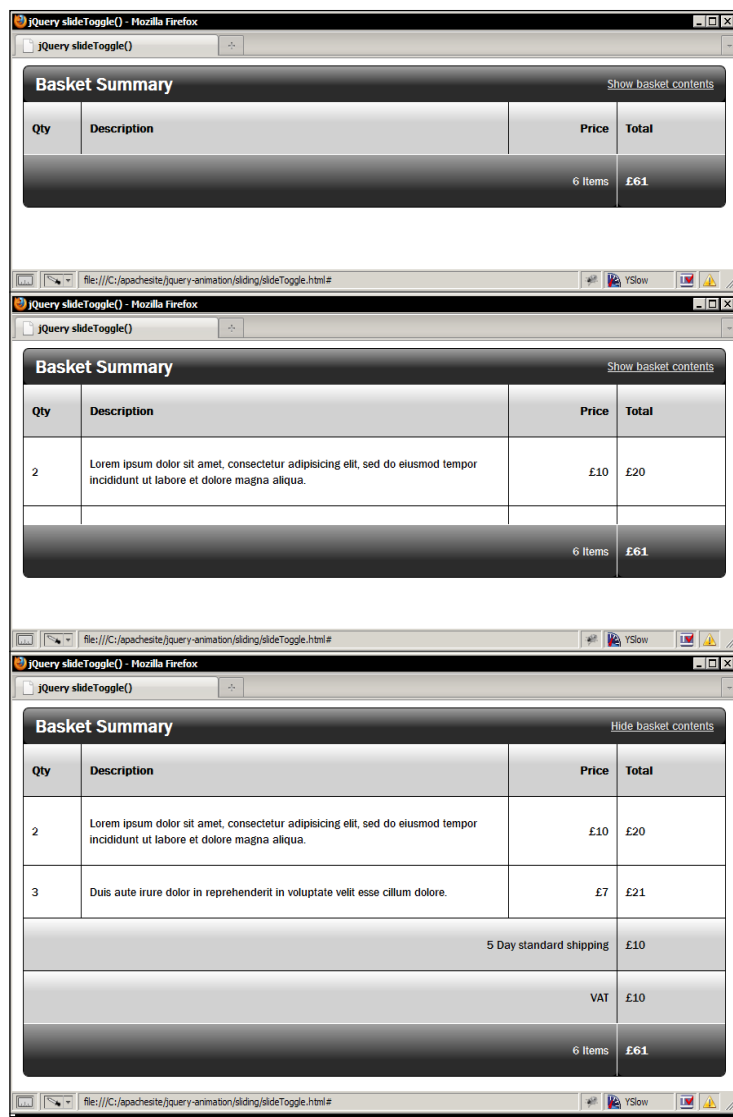 jQuery slideToggle() - Mozilla Firefox
jQuery slideToggle()
Basket Summary Show basket contents
Qty Description Price Total
6 Items £61
file:///C:/apachesite/jquery-animation/sliding/slideToggle.html# YSlow
jQuery slideToggle() - Mozilla Firefox
jQuery slideToggle()
Basket Summary Show basket contents
Qty Description Price Total
Lorem ipsum dolor sit amet, consectetur adipisicing elit, sed do eiusmod tempor
2 £10 £20
incididunt ut labore et dolore magna aliqua.
6 Items £61
file:///C:/apachesite/jquery-animation/sliding/slideToggle.html# YSlow
jQuery slideToggle() - Mozilla Firefox
jQuery slideToggle()
Basket Summary Hide basket contents
Qty Description Price Total
Lorem ipsum dolor sit amet, consectetur adipisicing elit, sed do eiusmod tempor
2 £10 £20
incididunt ut labore et dolore magna aliqua.
3 Duis aute irure dolor in reprehenderit in voluptate velit esse cillum dolore. £7 £21
5 Day standard shipping £10
VAT £10
6 Items £61
file:///C:/apachesite/jquery-animation/sliding/slideToggle.html# YSlow